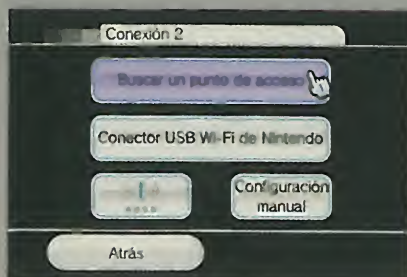 Conexión 2
Buscar un punto de acceso
Conector USB Wi-Fi de Nintendo
Configuración
manual
Atrás